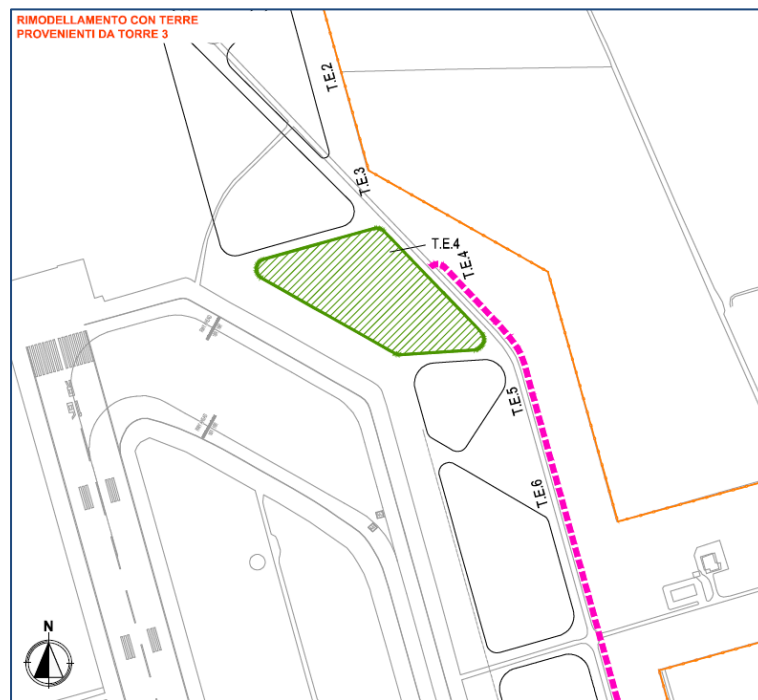 RIMODELLAMENTO CON TERRE
PROVENIENTI DA TORRE 3
T.E.2
T.E.3
T.E.4
T.E.4
T.E.5
T.E.6
N